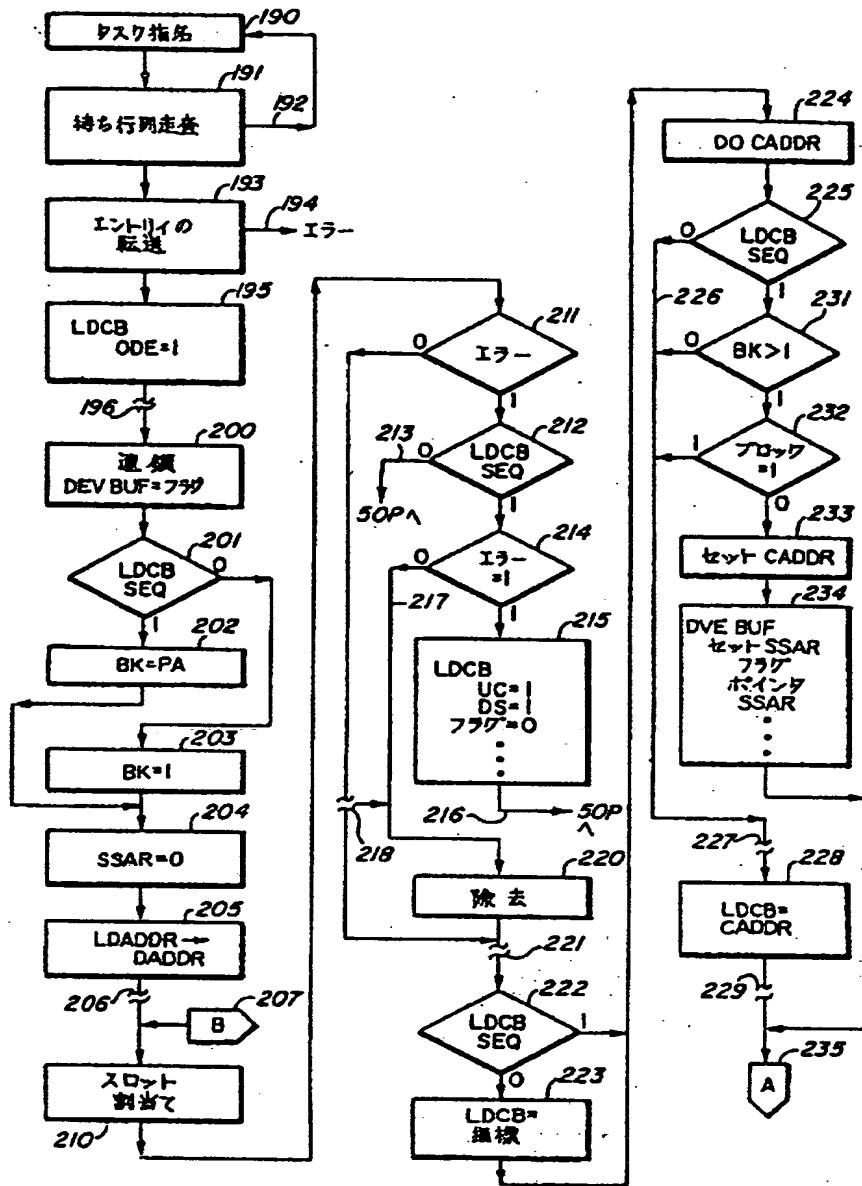 190
タスク指名
191
192
待ち行列走査
193
194
エントリイの
転送
エラー
195
LDCB
ODE=1
196
200
DEV BUF=フラグ
201
LDCB
SEQ
0
1
202
BK=PA
203
BK=1
204
SSAR=0
205
LDADDR→
DADDR
206
207
B
スロット
割当て
210
211
エラー
0
1
212
213
LDCB
SEQ
0
1
50Pへ
214
エラー
=1
0
1
217
215
LDCB
UC=1
DS=1
フラグ=0
216
50P
へ
218
220
除去
221
222
LDCB
SEQ
1
0
223
LDCB=
224
DO CADDR
225
LDCB
SEQ
0
1
226
231
BK>1
0
1
232
ブロック
=1
1
0
233
セット CADDR
234
DVE BUF
セット SSAR
フラグ
ポインタ
SSAR
227
228
LDCB=
CADDR
229
235
A